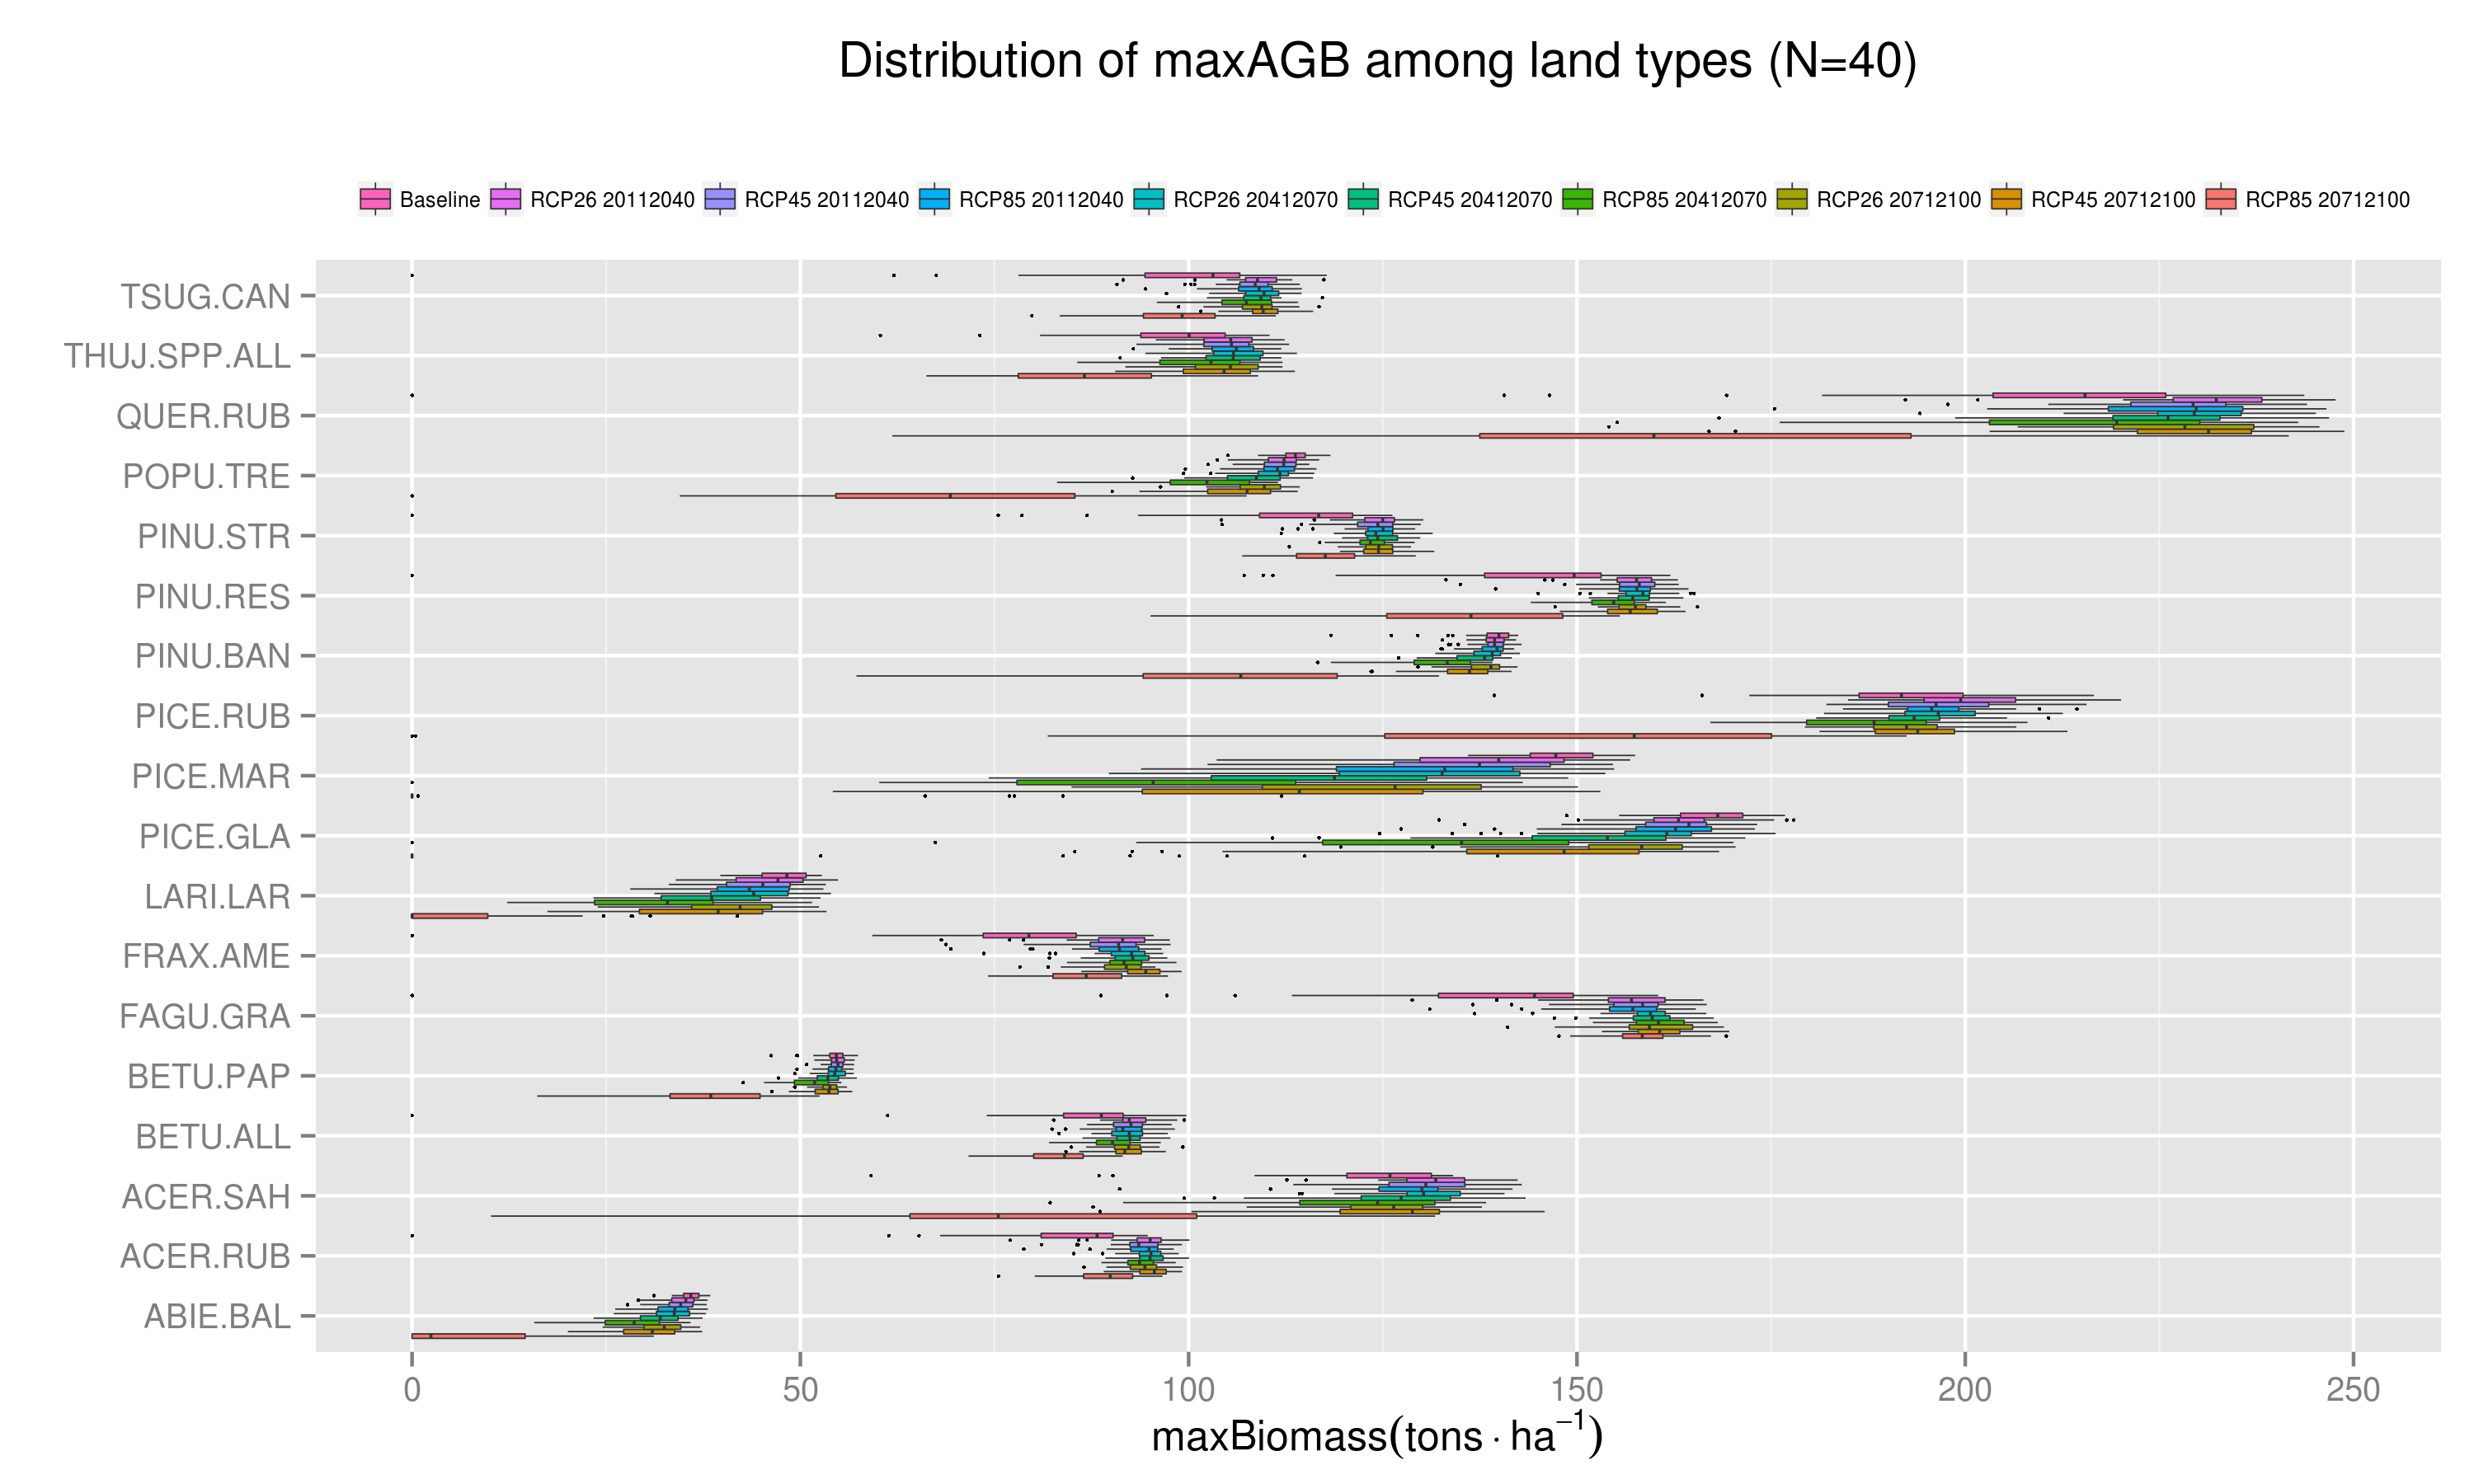 Distribution of maxAGB among land types (N=40)
Baseline RCP26 20112040 RCP45 20112040 RCP85 20112040 RCP26 20412070 RCP45 20412070 RCP85 20412070 RCP26 20712100 RCP45 20712100 RCP85 20712100
TSUG.CAN
THUJ.SPP.ALL
QUER.RUB
POPU.TRE
PINU.STR
PINU.RES
PINU.BAN
PICE.RUB
PICE.MAR
PICE.GLA
LARI.LAR
FRAX.AME
FAGU.GRA
BETU.PAP
BETU.ALL
ACER.SAH
ACER.RUB
ABIE.BAL
0 50 100 150 200 250
maxBiomass(tons·ha⁻¹)